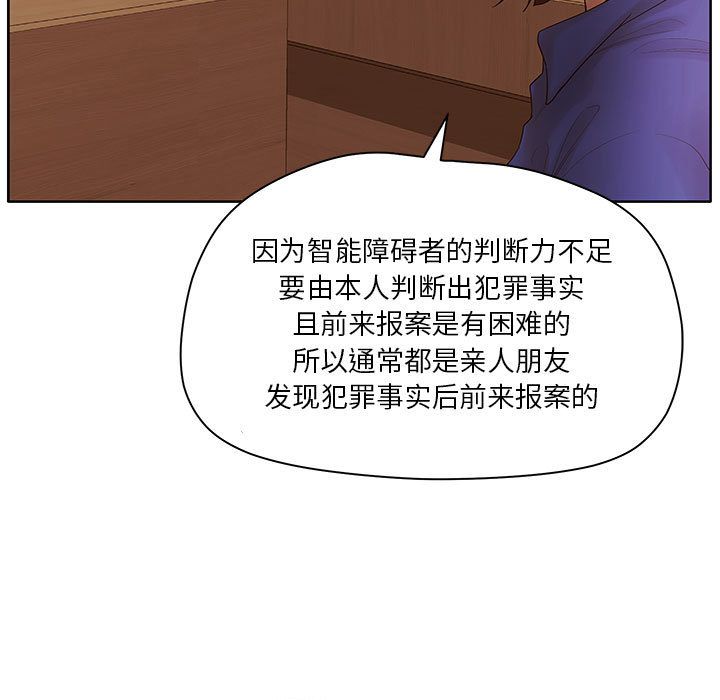 因为智能障碍者的判断力不足
要由本人判断出犯罪事实
且前来报案是有困难的
所以通常都是亲人朋友
发现犯罪事实后前来报案的